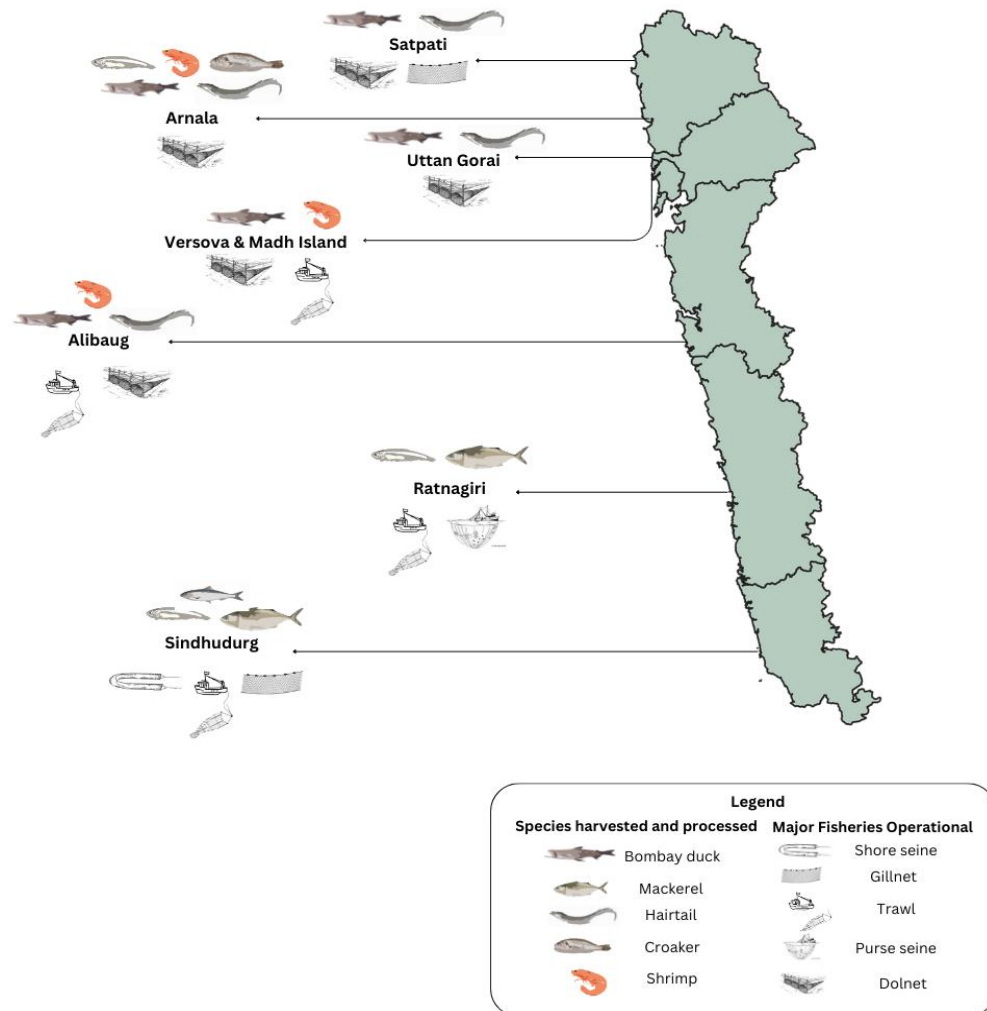 Satpati
Arnala
Uttan Gorai
Versova & Madh Island
Alibaug
Ratnagiri
Sindhudurg
Legend
Species harvested and processed
Major Fisheries Operational
Bombay duck
Mackerel
Hairtail
Croaker
Shrimp
Shore seine
Gillnet
Trawl
Purse seine
Dolnet